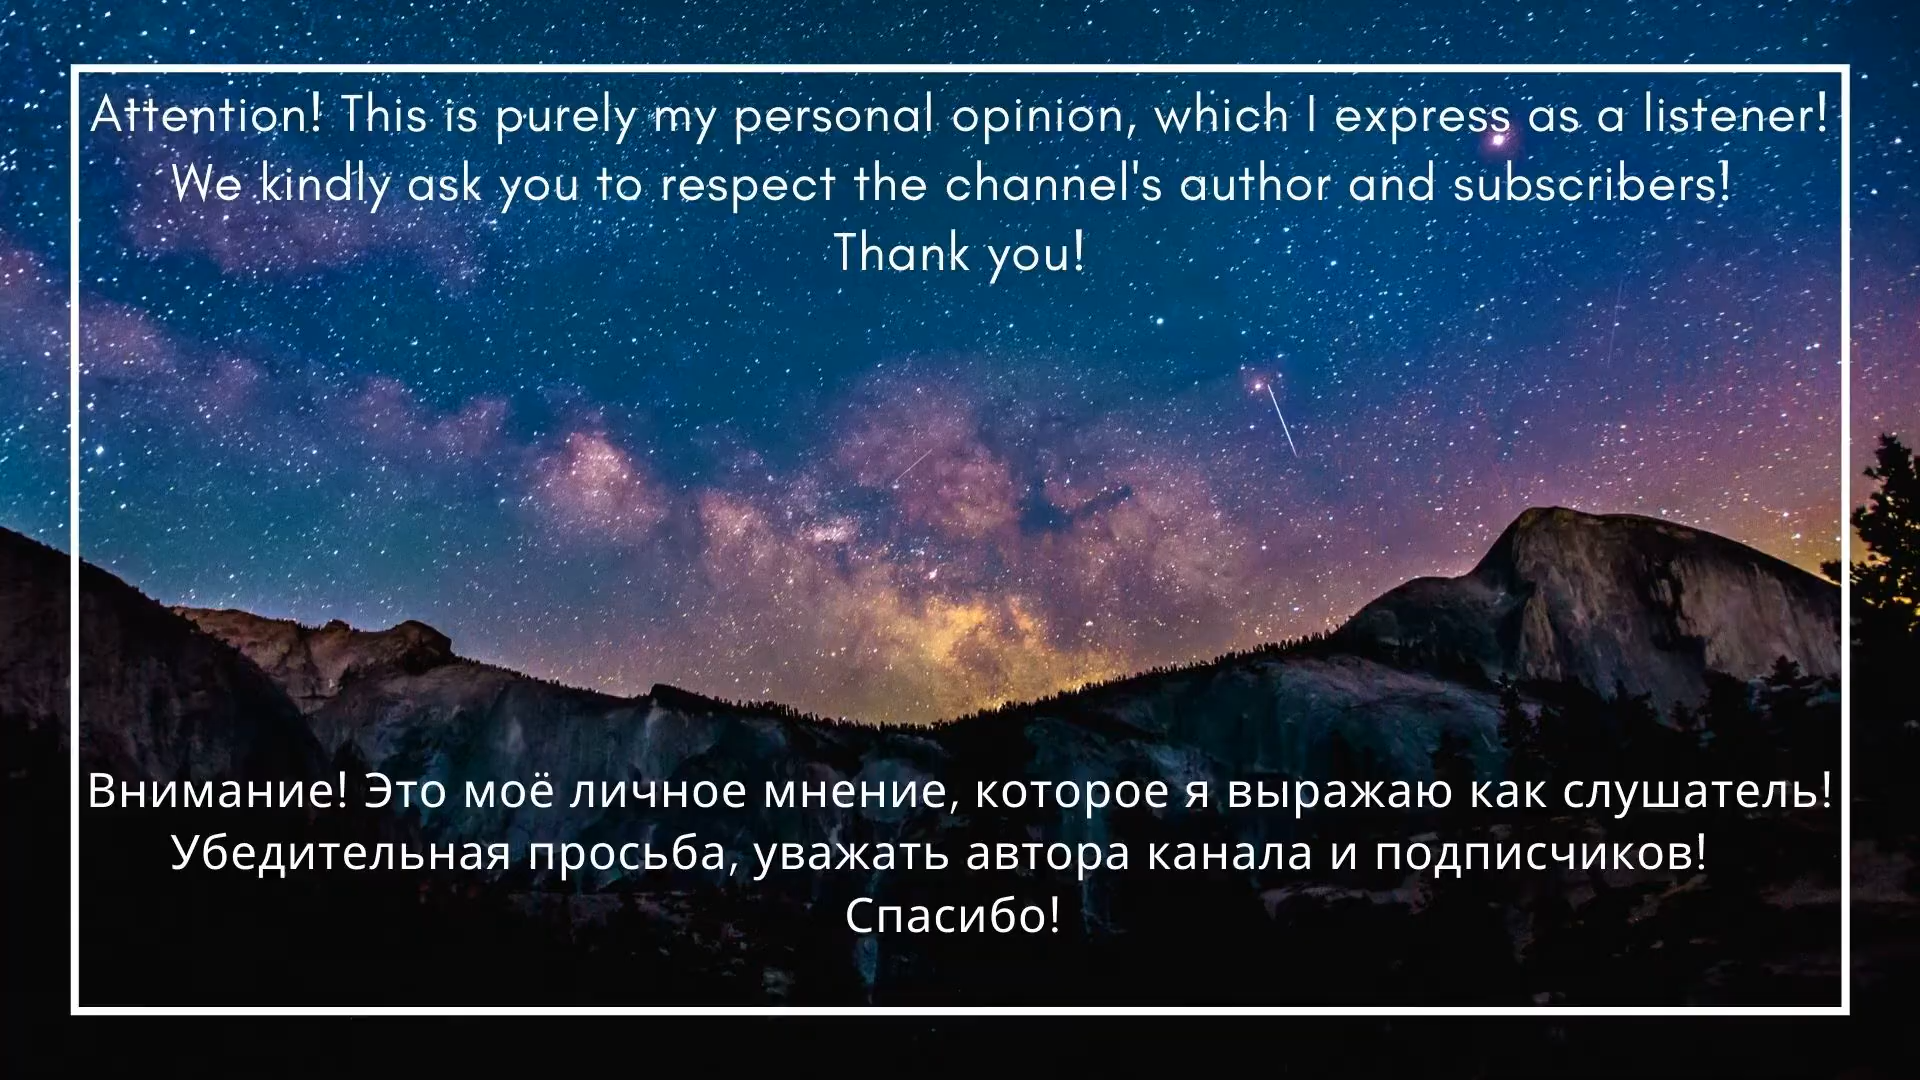 Attention! This is purely my personal opinion, which I express as a listener!
We kindly ask you to respect the channel's author and subscribers!
Thank you!
Внимание! Это моё личное мнение, которое я выражаю как слушатель!
Убедительная просьба, уважать автора канала и подписчиков!
Спасибо!